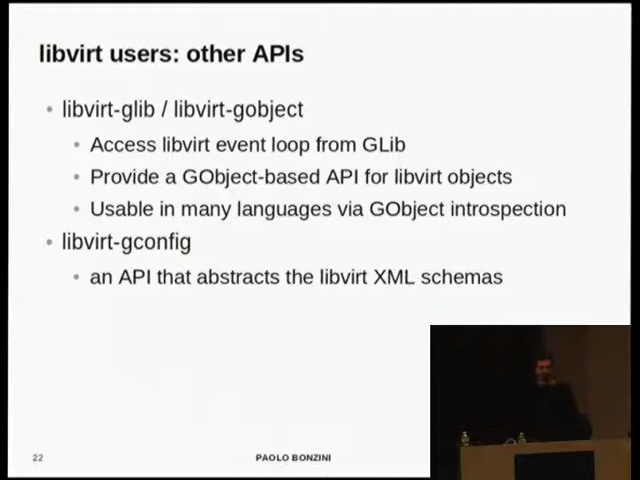 libvirt users: other APIs
• libvirt-glib / libvirt-gobject
• Access libvirt event loop from GLib
• Provide a GObject-based API for libvirt objects
• Usable in many languages via GObject introspection
• libvirt-gconfig
• an API that abstracts the libvirt XML schemas
22
PAOLO BONZINI